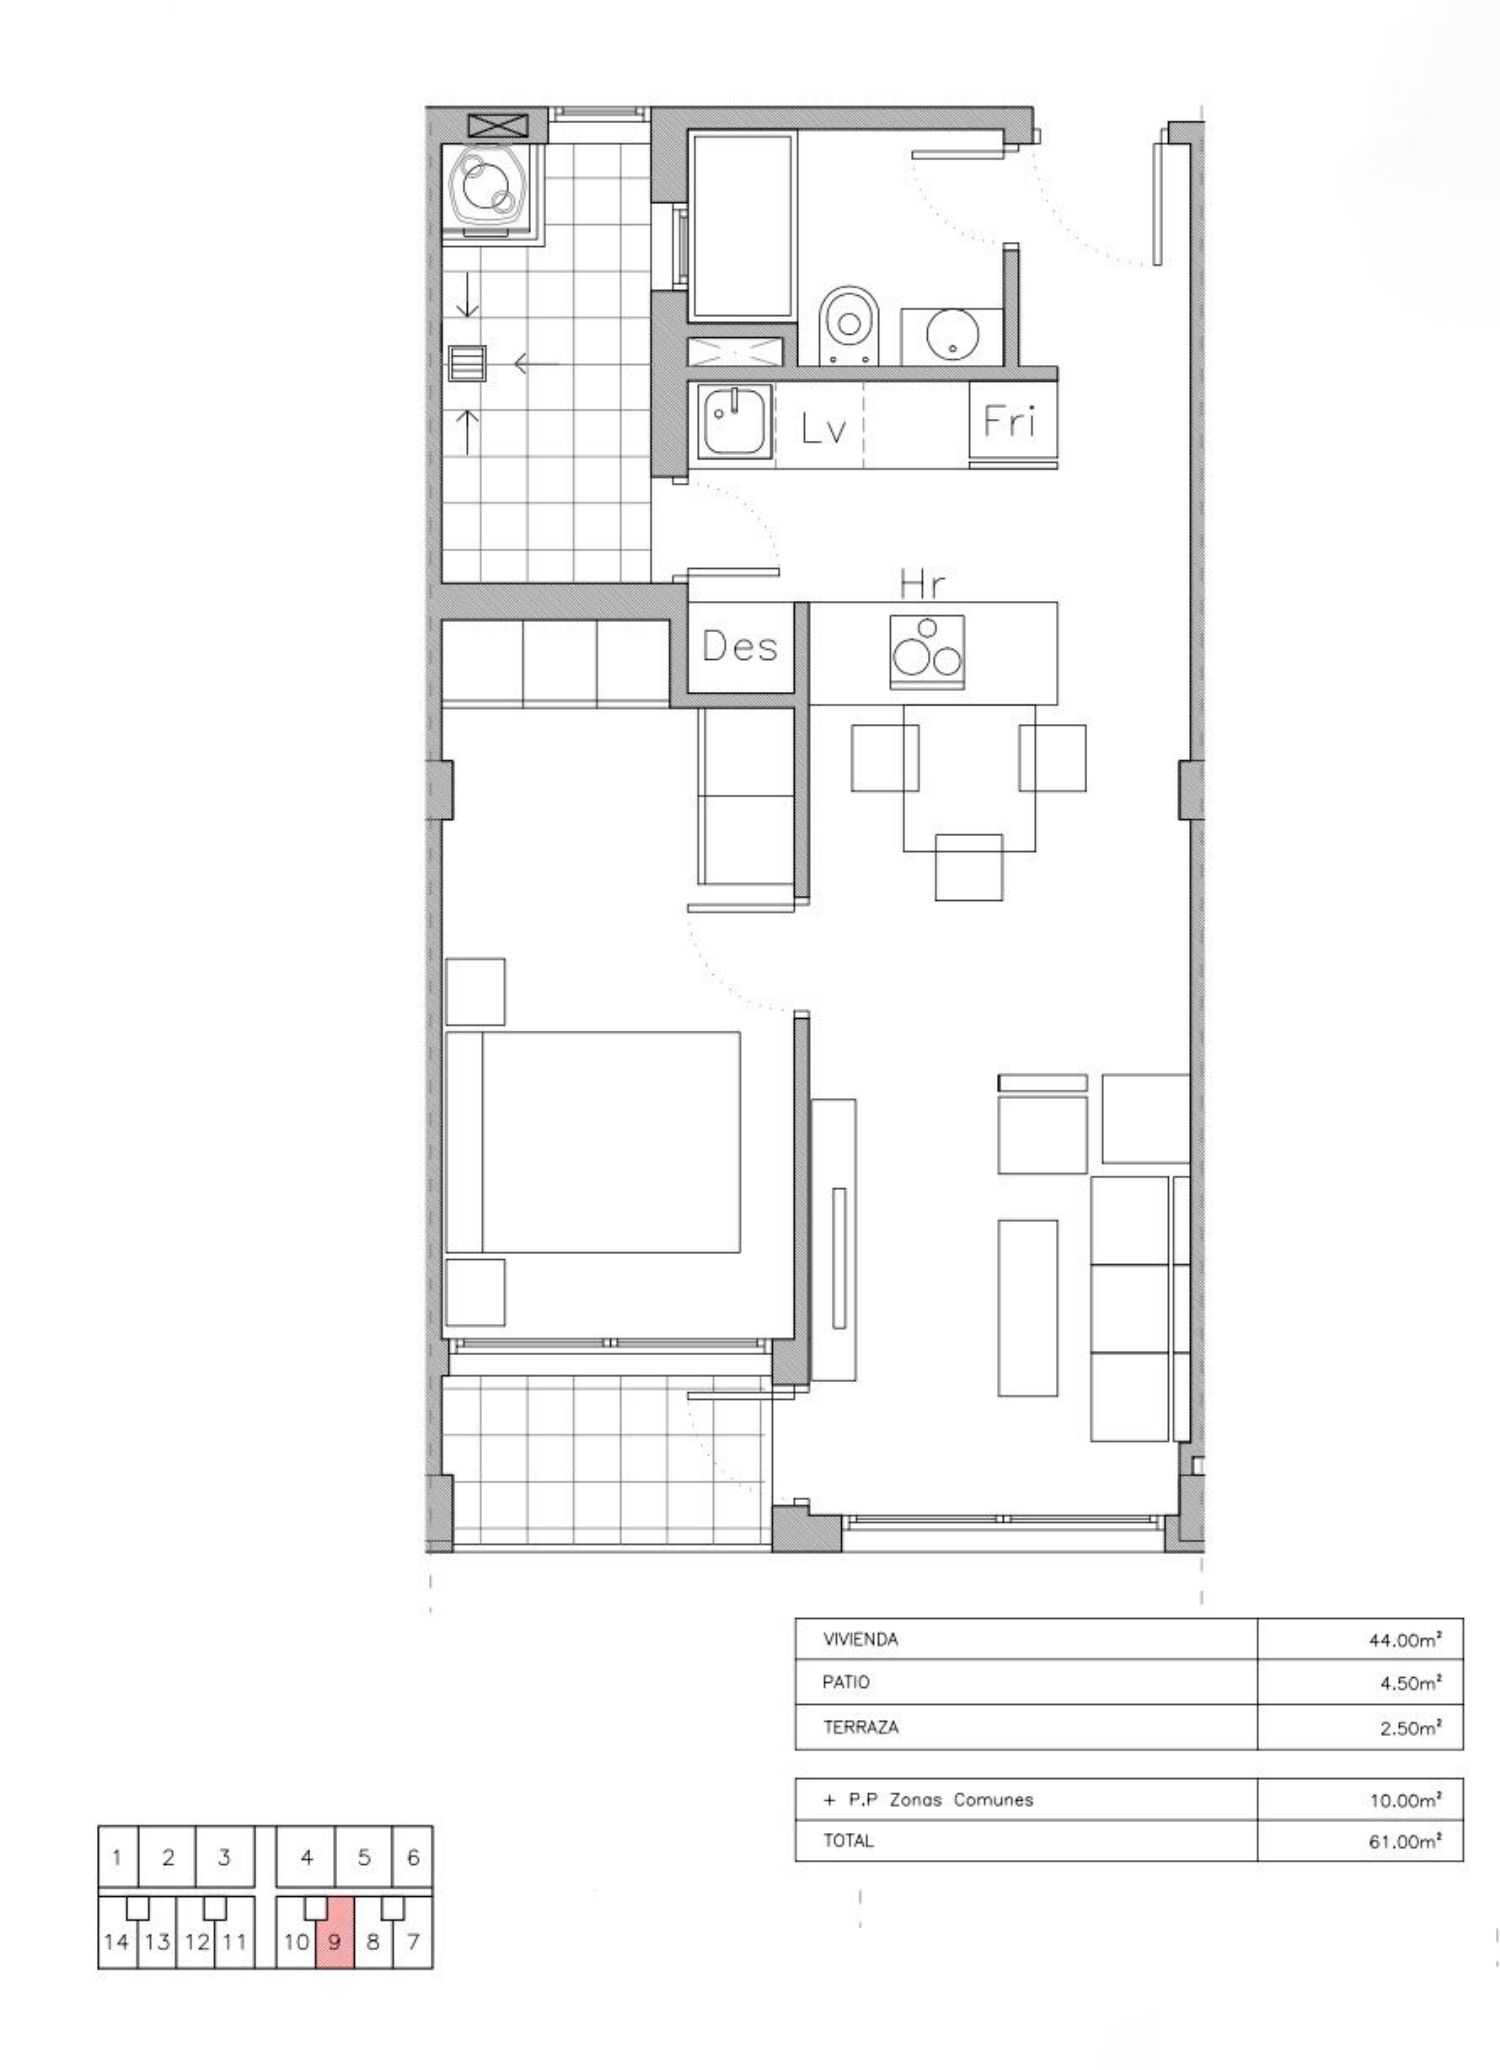 Lv
Fri
Hr
Des
VIVIENDA 44.00m²
PATIO 4.50m²
TERRAZA 2.50m²
+ P.P Zonas Comunes 10.00m²
TOTAL 61.00m²
1 2 3 4 5 6
14 13 12 11 10 9 8 7